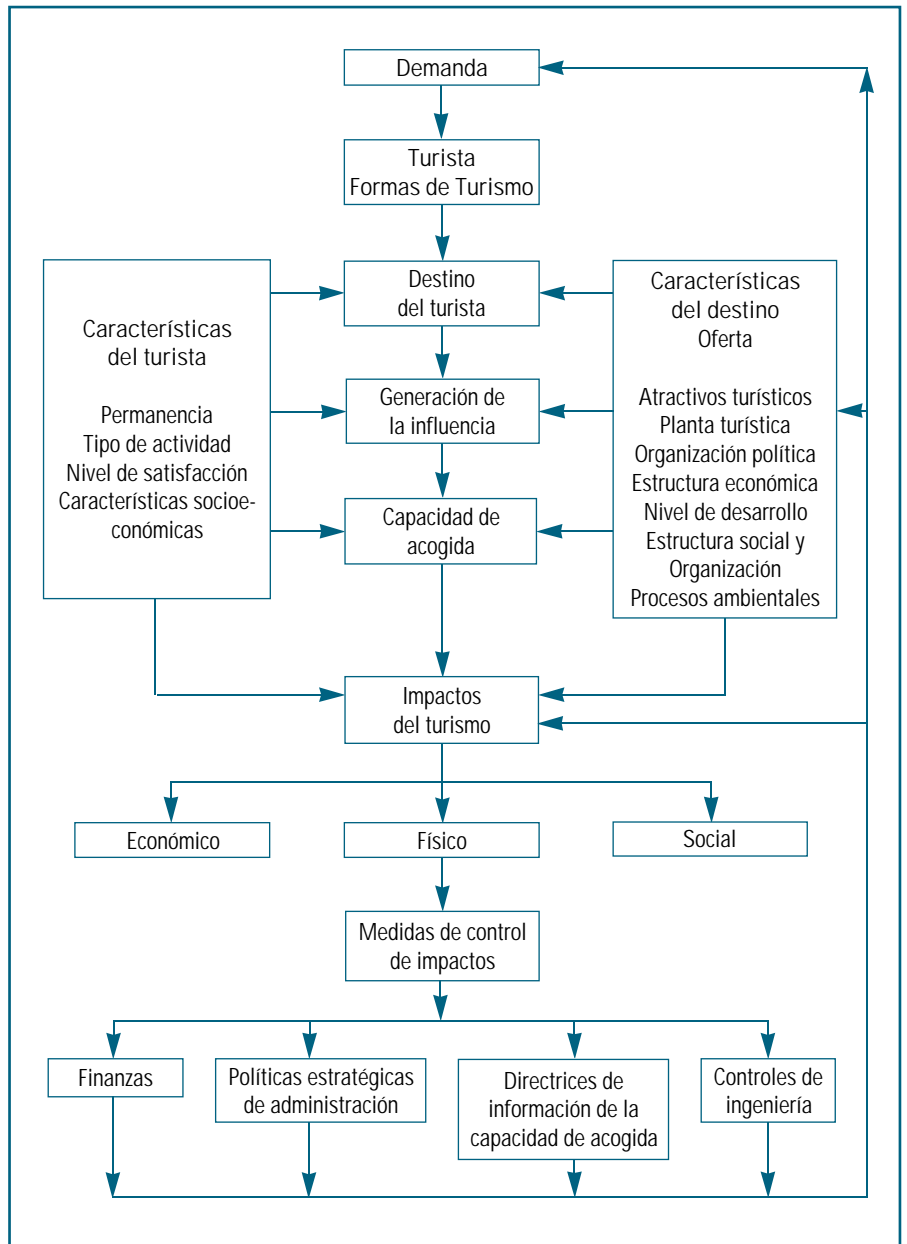 Demanda
Turista
Formas de Turismo
Destino
del turista
Características
del turista
Permanencia
Tipo de actividad
Nivel de satisfacción
Características socioe-
conómicas
Características
del destino
Oferta
Atractivos turísticos
Planta turística
Organización política
Estructura económica
Nivel de desarrollo
Estructura social y
Organización
Procesos ambientales
Generación de
la influencia
Capacidad de
acogida
Impactos
del turismo
Económico
Físico
Social
Medidas de control
de impactos
Finanzas
Políticas estratégicas
de administración
Directrices de
información de la
capacidad de acogida
Controles de
ingeniería